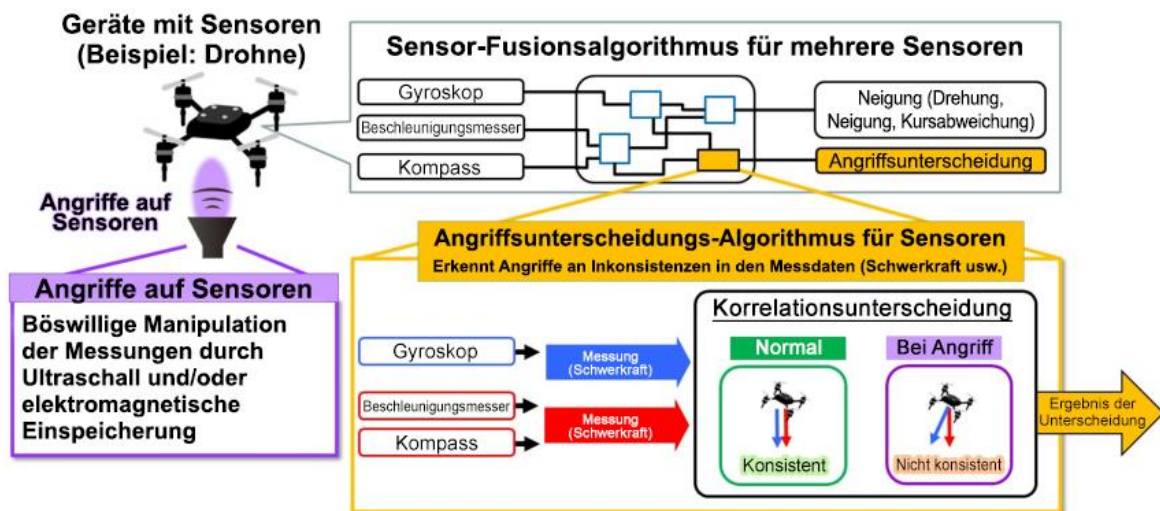 Geräte mit Sensoren
(Beispiel: Drohne)
Sensor-Fusionsalgorithmus für mehrere Sensoren
Gyroskop
Beschleunigungsmesser
Kompass
Neigung (Drehung,
Neigung, Kursabweichung)
Angriffsunterscheidung
Angriffe auf
Sensoren
Angriffe auf Sensoren
Böswillige Manipulation
der Messungen durch
Ultraschall und/oder
elektromagnetische
Einspeicherung
Angriffsunterscheidungs-Algorithmus für Sensoren
Erkennt Angriffe an Inkonsistenzen in den Messdaten (Schwerkraft usw.)
Gyroskop
Beschleunigungsmesser
Kompass
Messung
(Schwerkraft)
Messung
(Schwerkraft)
Korrelationsunterscheidung
Normal
Konsistent
Bei Angriff
Nicht konsistent
Ergebnis der
Unterscheidung